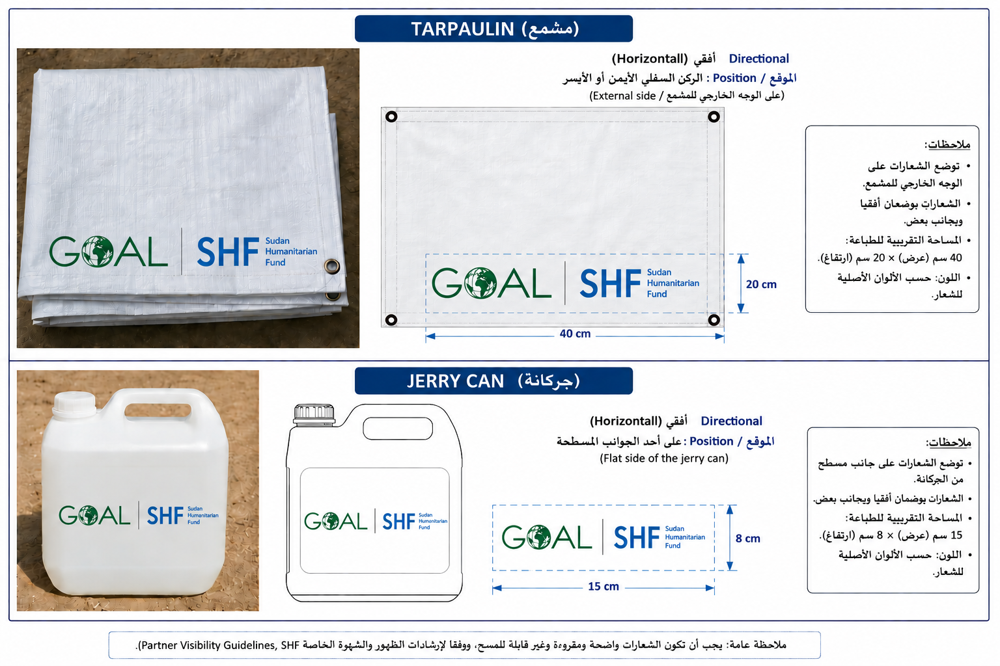 TARPAULIN (مشمع)
GOAL | SHF Sudan Humanitarian Fund
أفقي (Horizontall) Directional
الموقع / Position : الركن السفلي الأيمن أو الأيسر
(على الوجه الخارجي للمشمع / External side)
GOAL | SHF Sudan Humanitarian Fund
20 cm
40 cm
ملاحظات:
• توضع الشعارات على
الوجه الخارجي للمشمع.
• الشعارات بوضعان أفقيا
وبجانب بعض.
• المساحة التقريبية للطباعة:
40 سم (عرض) × 20 سم (ارتفاغ).
• اللون: حسب الألوان الأصلية
للشعار.
JERRY CAN (جركانة)
GOAL | SHF Sudan Humanitarian Fund
GOAL | SHF Sudan Humanitarian Fund
أفقي (Horizontall) Directional
الموقع / Position : على أحد الجوانب المسطحة
(Flat side of the jerry can)
GOAL | SHF Sudan Humanitarian Fund
8 cm
15 cm
ملاحظات:
• توضع الشعارات على جانب مسطح
من الجركانة.
• الشعارات بوضمان أفقيا وبجانب بعض.
• المساحة التقريبية للطباعة:
15 سم (عرض) × 8 سم (ارتفاغ).
• اللون: حسب الألوان الأصلية
للشعار.
ملاحظة عامة: يجب أن تكون الشعارات واضحة ومقروءة وغير قابلة للمسح، ووفقا لإرشادات الظهور والشهوة الخاصة Partner Visibility Guidelines, SHF).